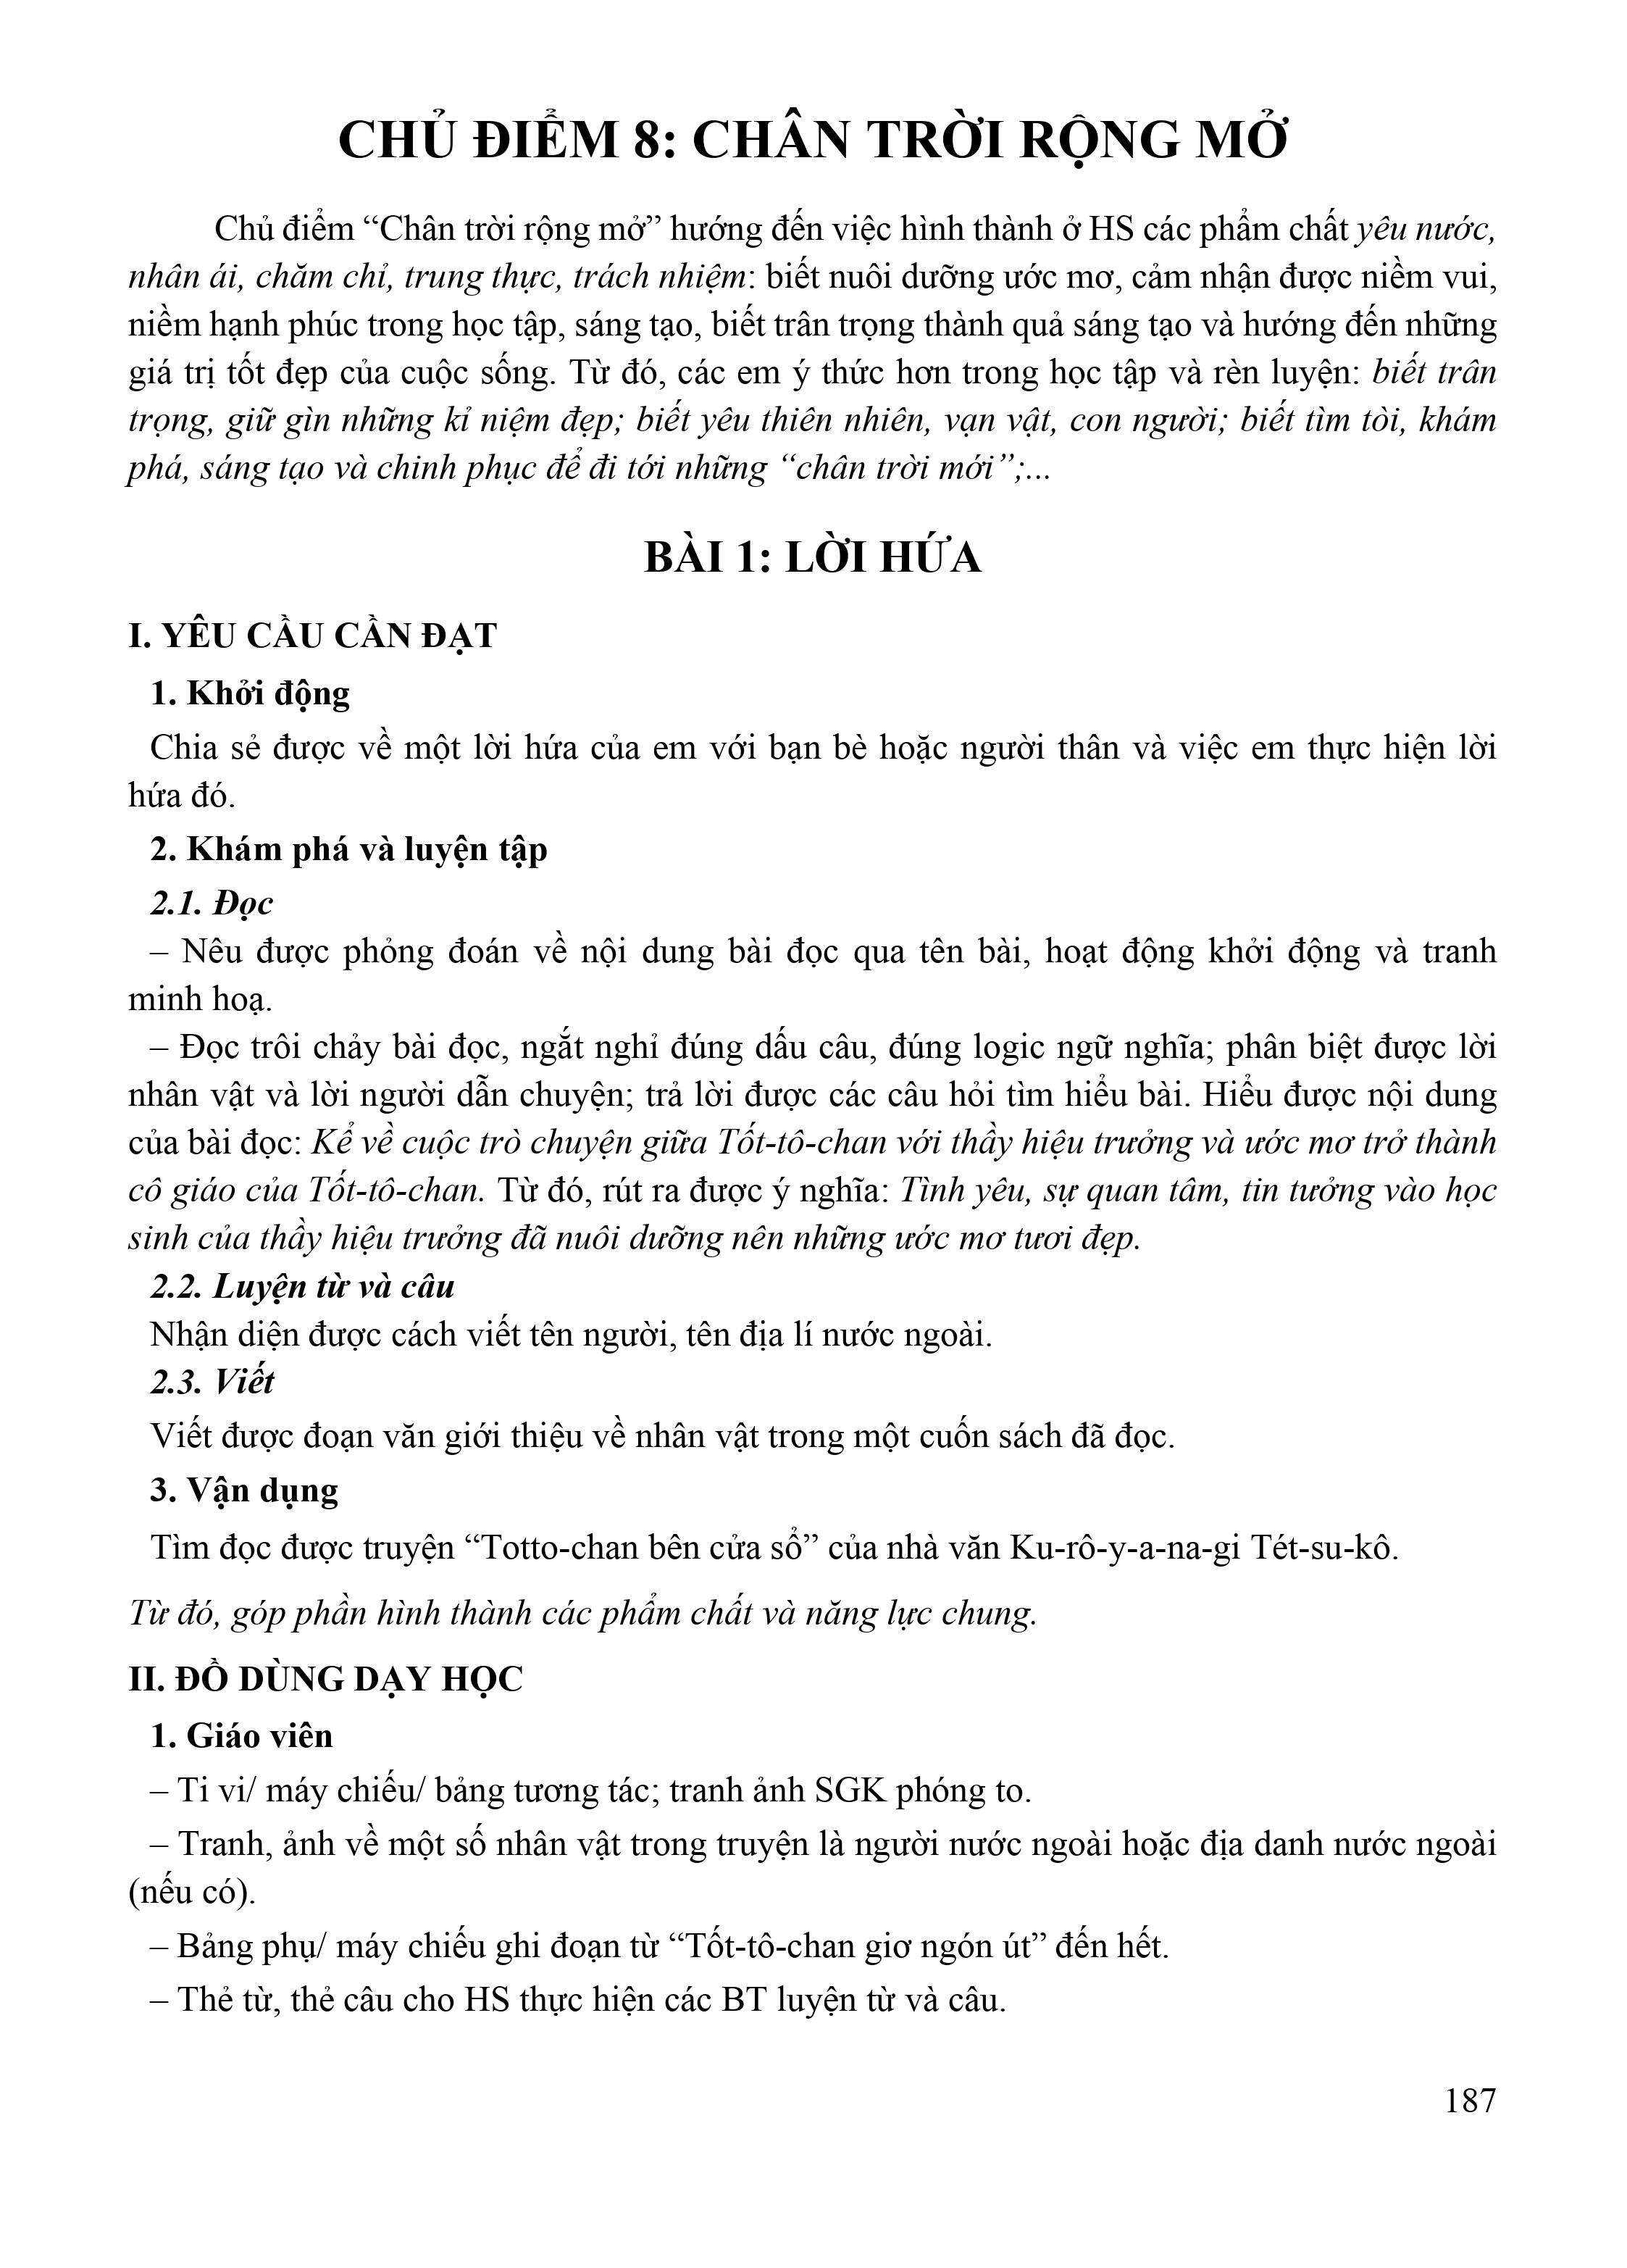 CHỦ ĐIỂM 8: CHÂN TRỜI RỘNG MỞ
Chủ điểm “Chân trời rộng mở” hướng đến việc hình thành ở HS các phẩm chất yêu nước,
nhân ái, chăm chỉ, trung thực, trách nhiệm: biết nuôi dưỡng ước mơ, cảm nhận được niềm vui,
niềm hạnh phúc trong học tập, sáng tạo, biết trân trọng thành quả sáng tạo và hướng đến những
giá trị tốt đẹp của cuộc sống. Từ đó, các em ý thức hơn trong học tập và rèn luyện: biết trân
trọng, giữ gìn những kỉ niệm đẹp; biết yêu thiên nhiên, vạn vật, con người; biết tìm tòi, khám
phá, sáng tạo và chinh phục để đi tới những “chân trời mới”;...
BÀI 1: LỜI HỨA
I. YÊU CẦU CẦN ĐẠT
1. Khởi động
Chia sẻ được về một lời hứa của em với bạn bè hoặc người thân và việc em thực hiện lời
hứa đó.
2. Khám phá và luyện tập
2.1. Đọc
– Nêu được phỏng đoán về nội dung bài đọc qua tên bài, hoạt động khởi động và tranh
minh hoạ.
– Đọc trôi chảy bài đọc, ngắt nghỉ đúng dấu câu, đúng logic ngữ nghĩa; phân biệt được lời
nhân vật và lời người dẫn chuyện; trả lời được các câu hỏi tìm hiểu bài. Hiểu được nội dung
của bài đọc: Kể về cuộc trò chuyện giữa Tốt-tô-chan với thầy hiệu trưởng và ước mơ trở thành
cô giáo của Tốt-tô-chan. Từ đó, rút ra được ý nghĩa: Tình yêu, sự quan tâm, tin tưởng vào học
sinh của thầy hiệu trưởng đã nuôi dưỡng nên những ước mơ tươi đẹp.
2.2. Luyện từ và câu
Nhận diện được cách viết tên người, tên địa lí nước ngoài.
2.3. Viết
Viết được đoạn văn giới thiệu về nhân vật trong một cuốn sách đã đọc.
3. Vận dụng
Tìm đọc được truyện “Totto-chan bên cửa sổ” của nhà văn Ku-rô-y-a-na-gi Tét-su-kô.
Từ đó, góp phần hình thành các phẩm chất và năng lực chung.
II. ĐỒ DÙNG DẠY HỌC
1. Giáo viên
– Ti vi/ máy chiếu/ bảng tương tác; tranh ảnh SGK phóng to.
– Tranh, ảnh về một số nhân vật trong truyện là người nước ngoài hoặc địa danh nước ngoài
(nếu có).
– Bảng phụ/ máy chiếu ghi đoạn từ “Tốt-tô-chan giơ ngón út” đến hết.
– Thẻ từ, thẻ câu cho HS thực hiện các BT luyện từ và câu.
187